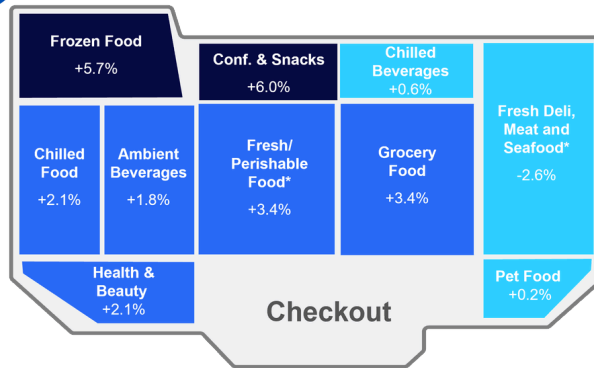 Frozen Food
+5.7%
Conf. & Snacks
+6.0%
Chilled
Beverages
+0.6%
Fresh Deli,
Meat and
Seafood*
-2.6%
Chilled
Food
+2.1%
Ambient
Beverages
+1.8%
Fresh/
Perishable
Food*
+3.4%
Grocery
Food
+3.4%
Health &
Beauty
+2.1%
Checkout
Pet Food
+0.2%